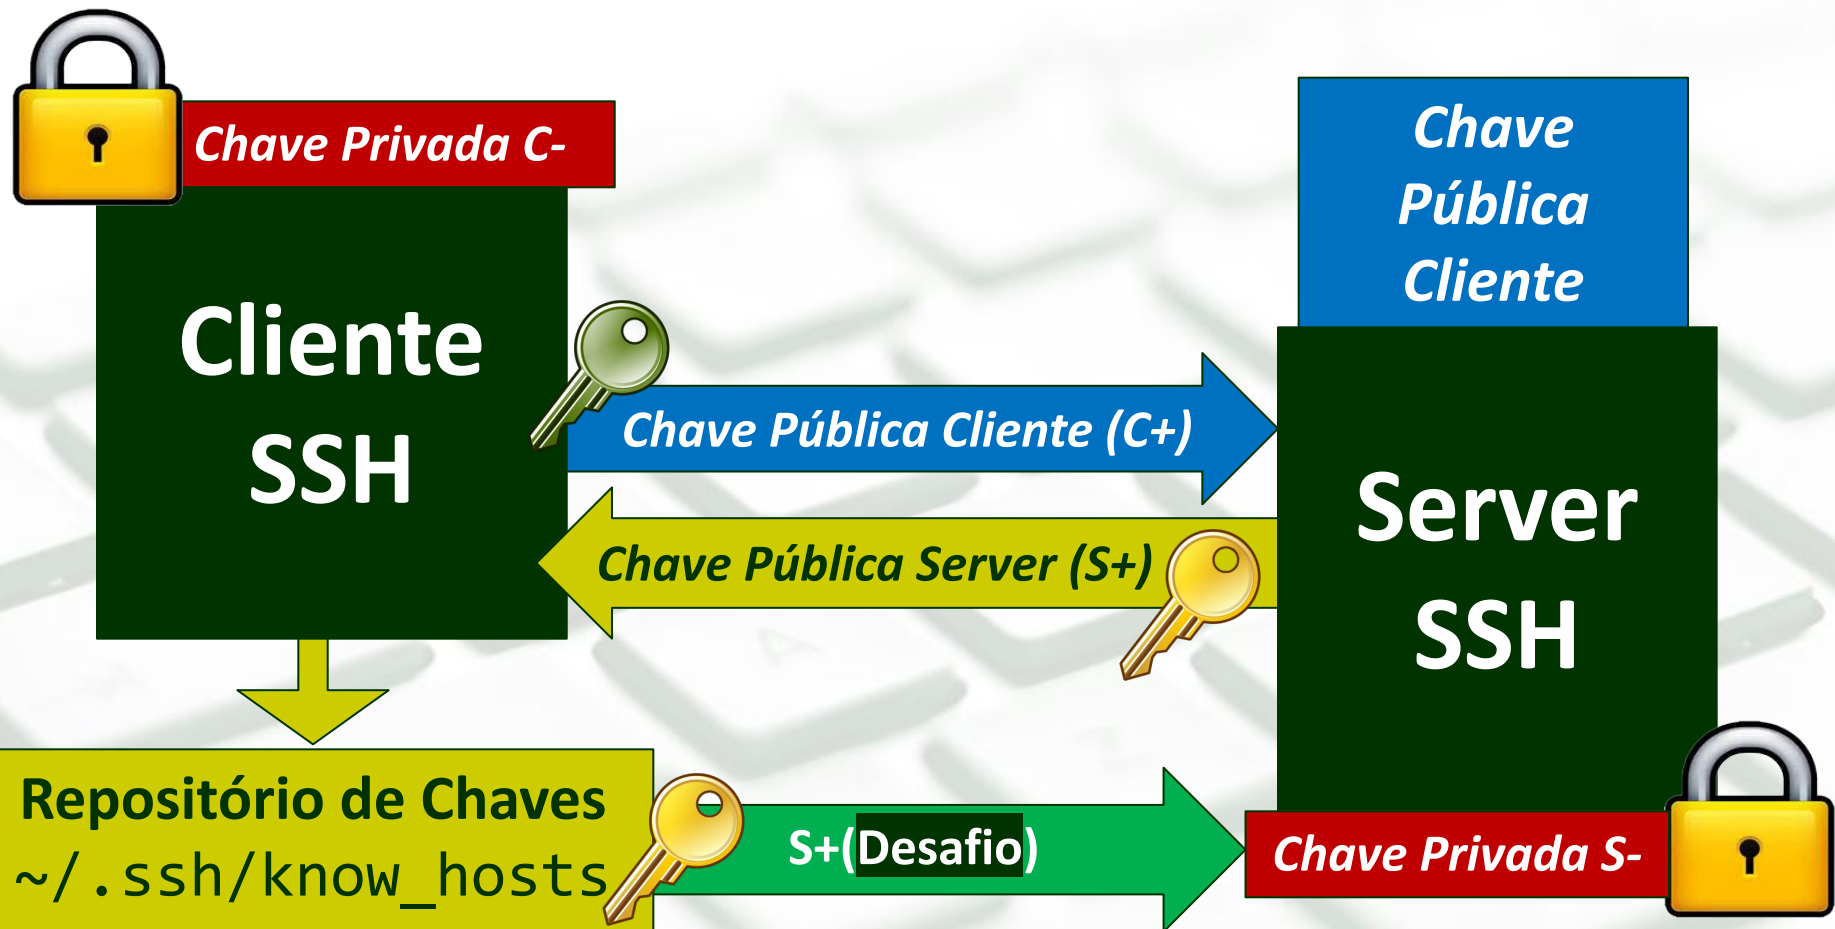 Chave Privada C-
Chave
Pública
Cliente
Cliente
SSH
Chave Pública Cliente (C+)
Chave Pública Server (S+)
Server
SSH
Repositório de Chaves
~/.ssh/know_hosts
S+(Desafio)
Chave Privada S-